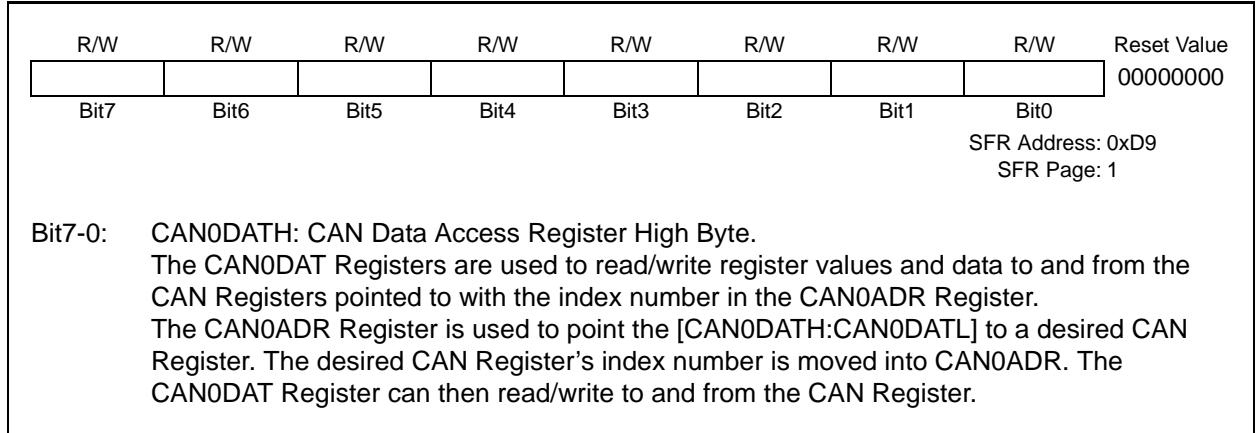 R/W R/W R/W R/W R/W R/W R/W R/W Reset Value
00000000
Bit7 Bit6 Bit5 Bit4 Bit3 Bit2 Bit1 Bit0
SFR Address: 0xD9
SFR Page: 1
Bit7-0: CAN0DATH: CAN Data Access Register High Byte.
The CAN0DAT Registers are used to read/write register values and data to and from the
CAN Registers pointed to with the index number in the CAN0ADR Register.
The CAN0ADR Register is used to point the [CAN0DATH:CAN0DATL] to a desired CAN
Register. The desired CAN Register’s index number is moved into CAN0ADR. The
CAN0DAT Register can then read/write to and from the CAN Register.